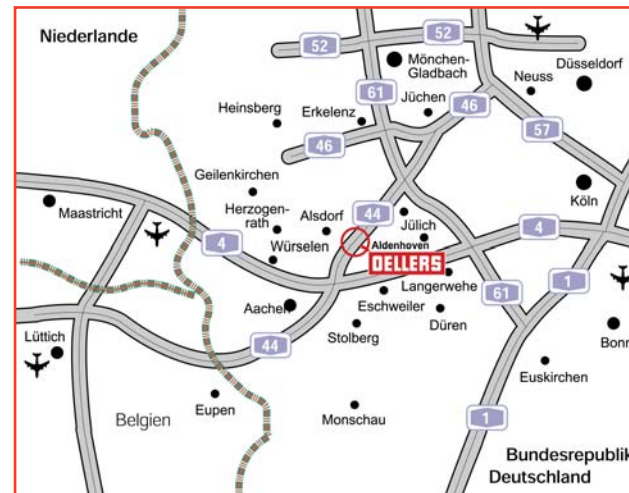 Niederlande
52
52
Mönchen-
Gladbach
Düsseldorf
Neuss
61
Jüchen
Heinsberg
Erkelenz
46
46
57
Geilenkirchen
Köln
Maastricht
Herzogen-
rath
Alsdorf
44
Jülich
4
4
Würselen
Aldenhoven
OELLERS
Langerwehe
1
61
Aachen
Eschweiler
Düren
Stolberg
Lüttich
44
Bonn
Euskirchen
Eupen
Monschau
Belgien
1
Bundesrepublik
Deutschland